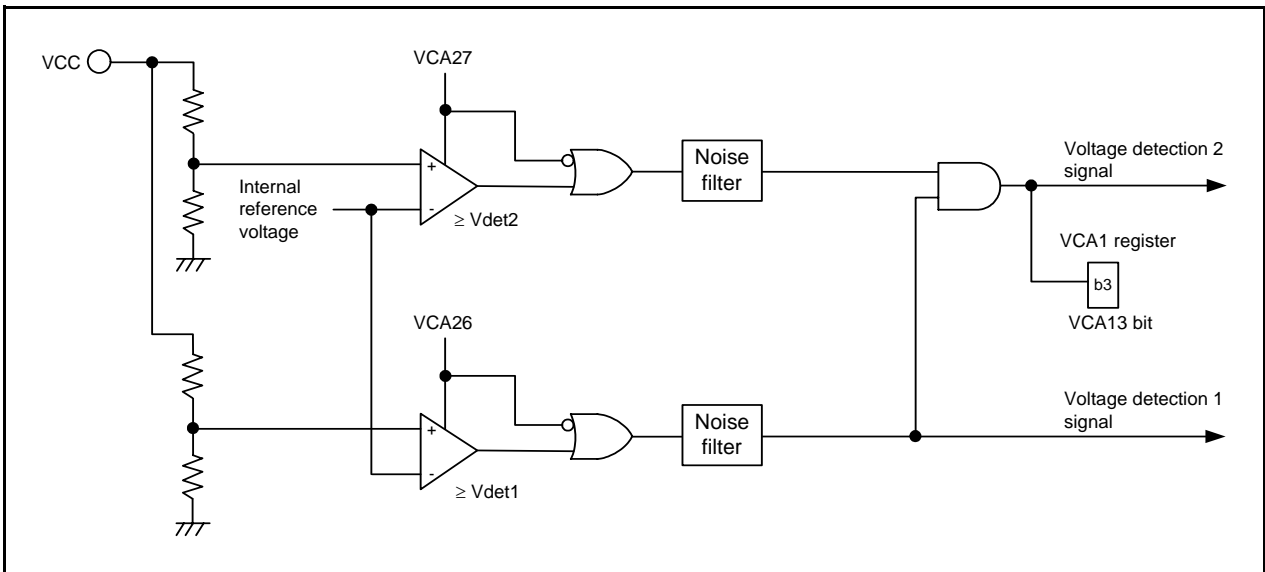 VCC
VCA27
+
-
Internal
reference
voltage
≥ Vdet2
Noise
filter
Voltage detection 2
signal
VCA1 register
b3
VCA13 bit
VCA26
+
-
≥ Vdet1
Noise
filter
Voltage detection 1
signal